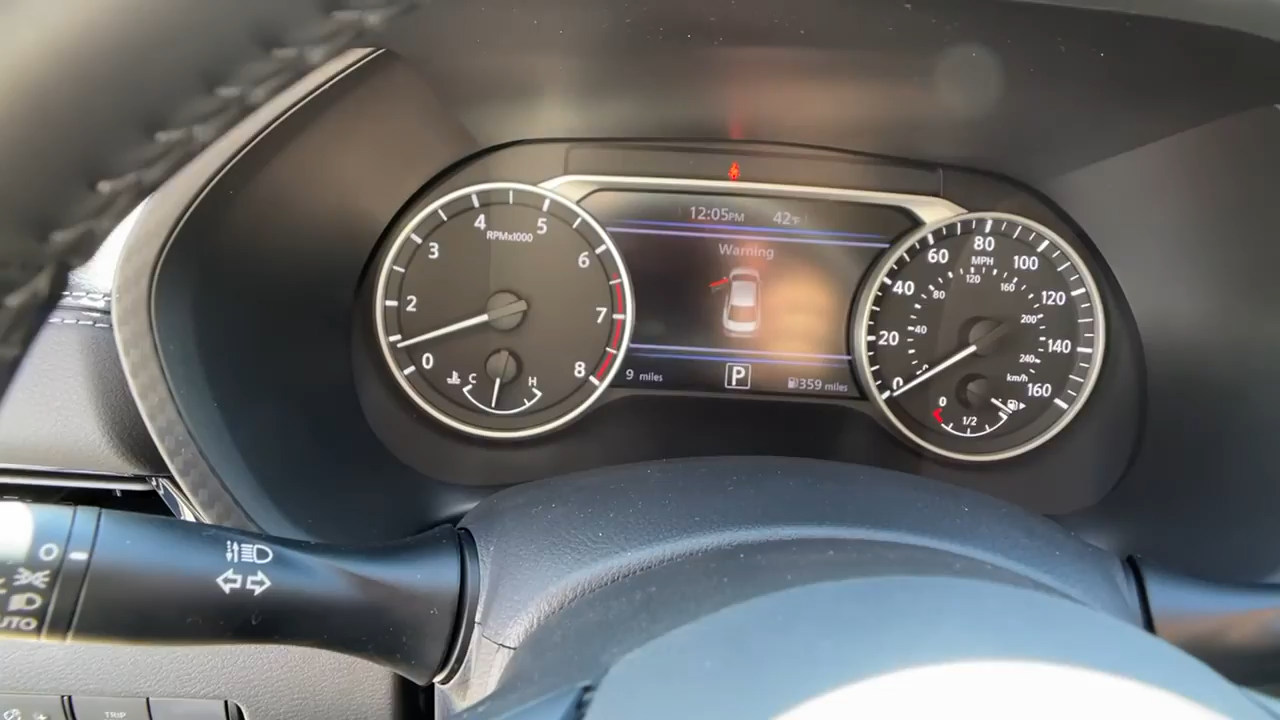 12:05PM 42°F
Warning
9 miles P 359 miles
0 2 3 4 5 6 7 8
RPMx1000
C H
0 20 40 60 80 100 120 140 160
MPH
40 80 120 160 200 240
km/h
0 1/2
AUTO
TRIP